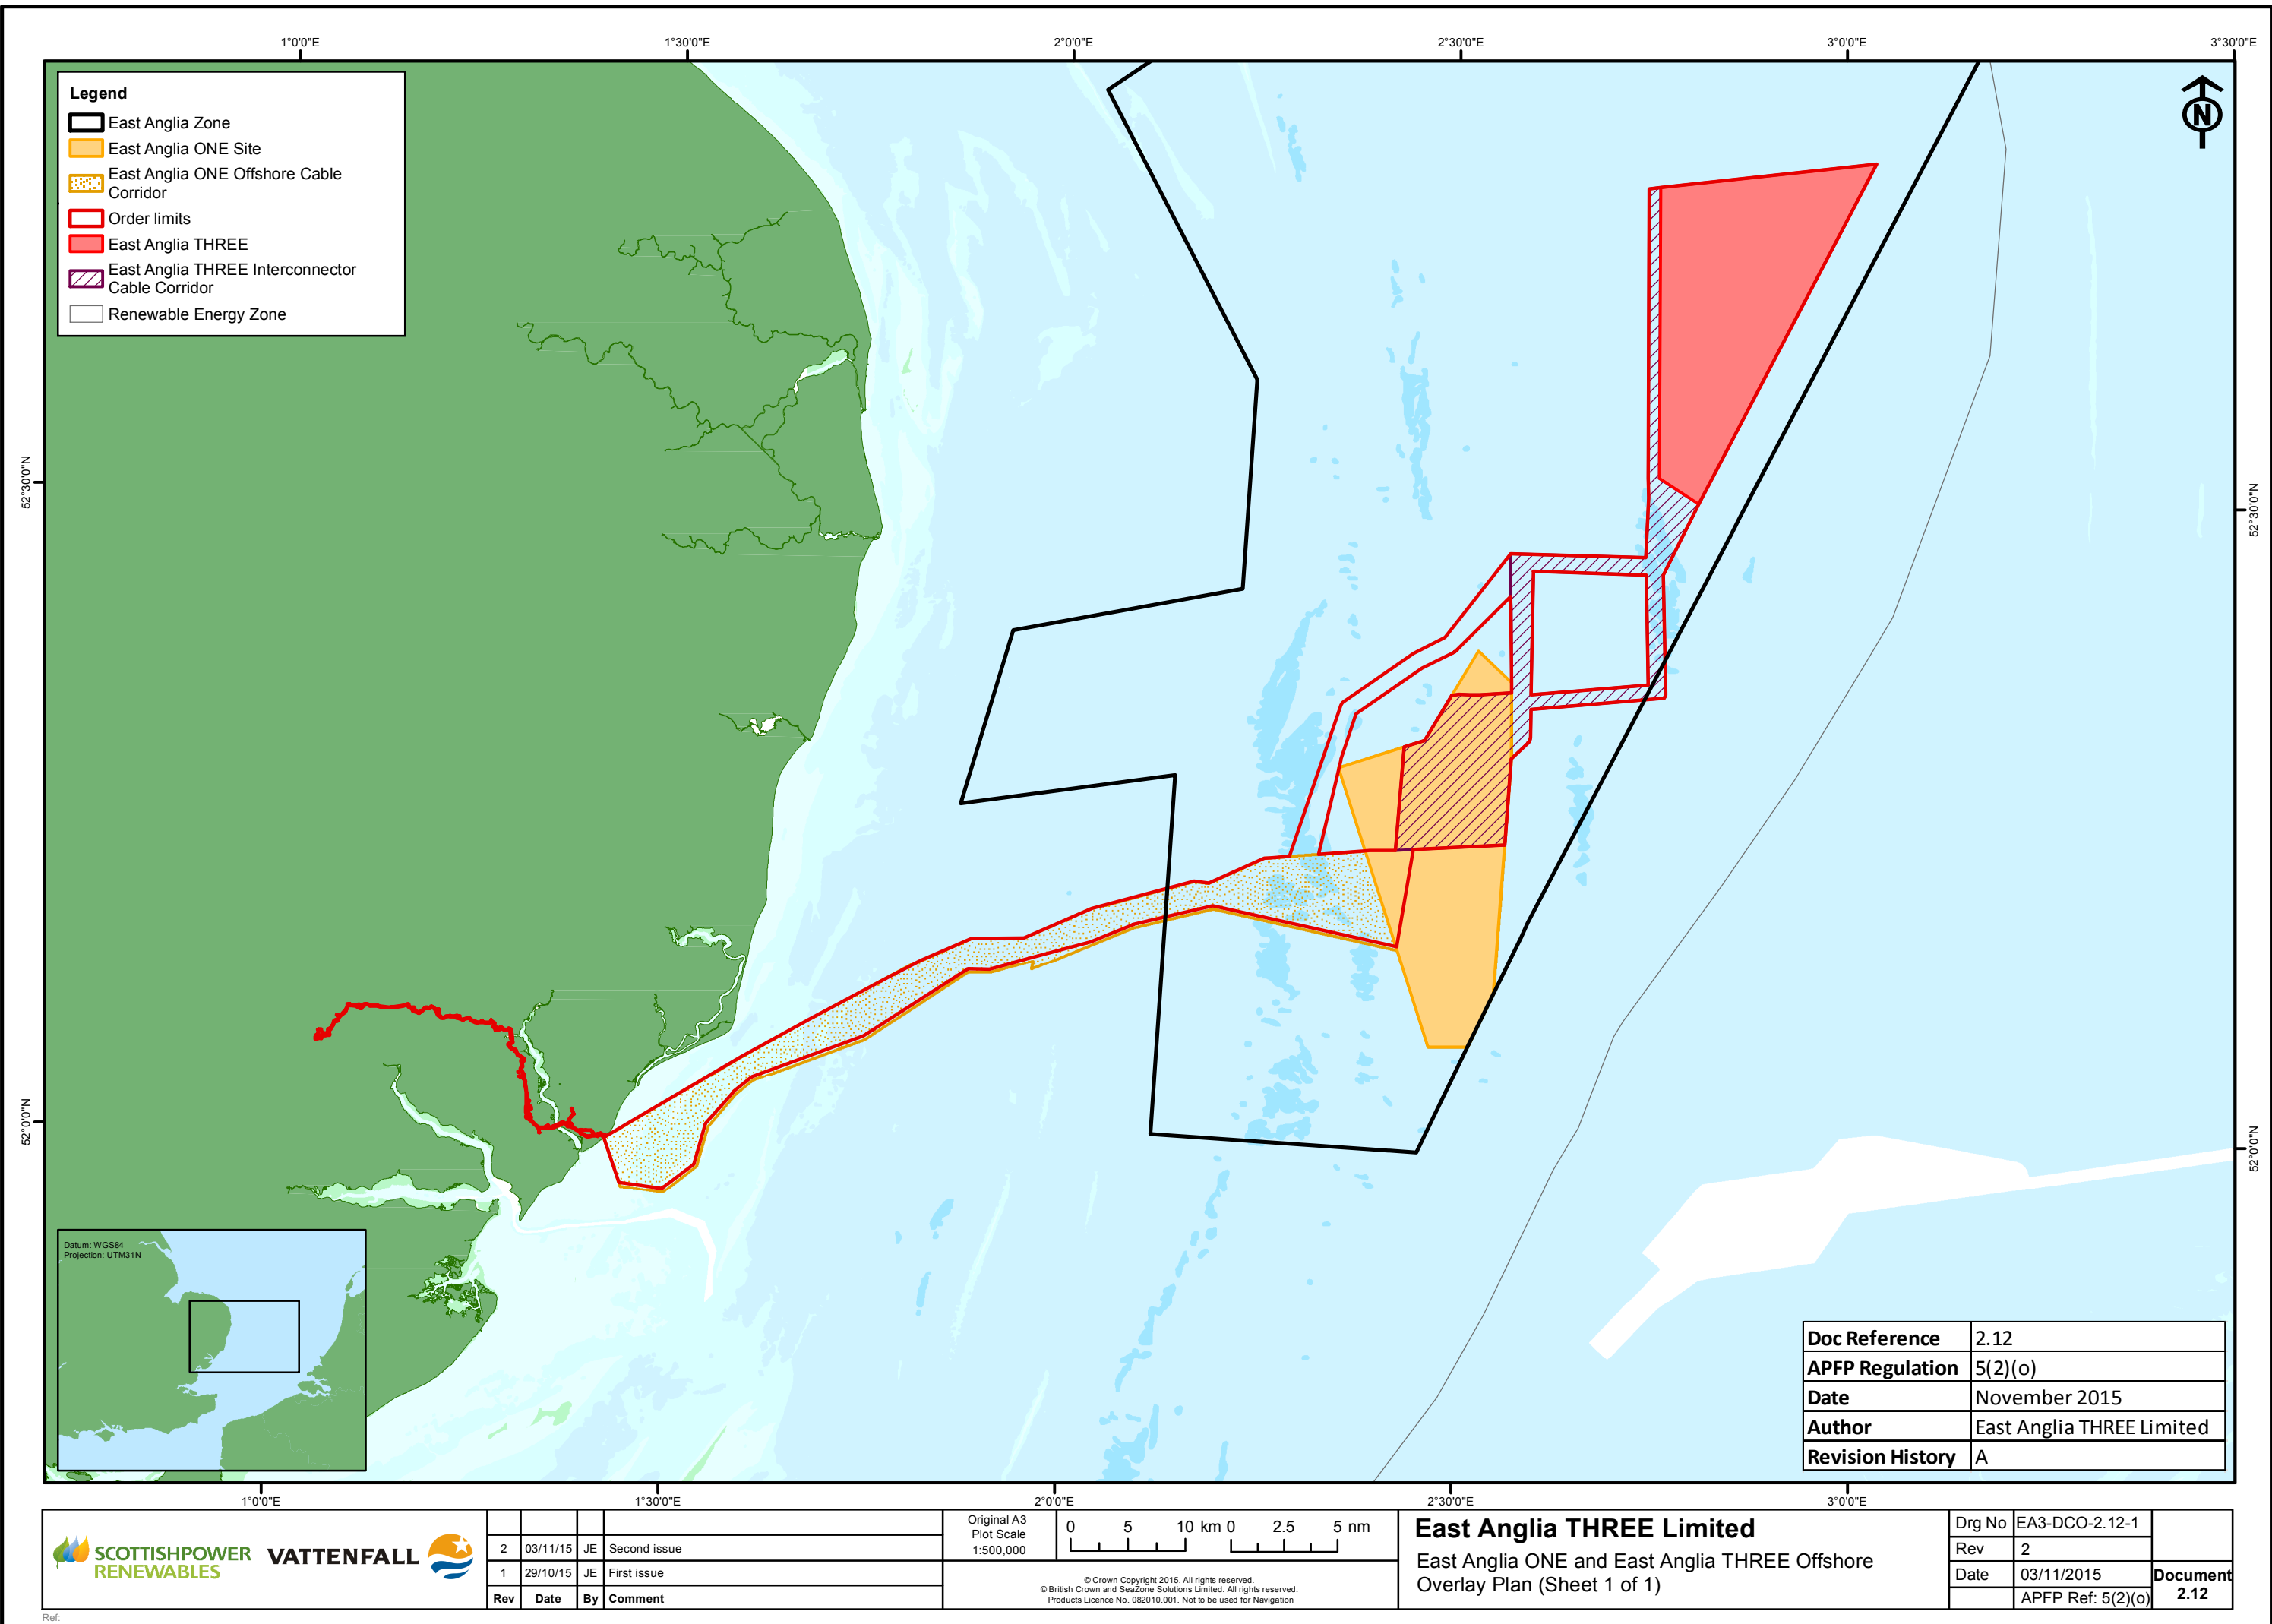 1°0'0"E
1°30'0"E
2°0'0"E
2°30'0"E
3°0'0"E
3°30'0"E
Legend
East Anglia Zone
East Anglia ONE Site
East Anglia ONE Offshore Cable
Corridor
Order limits
East Anglia THREE
East Anglia THREE Interconnector
Cable Corridor
Renewable Energy Zone
N
52°30'0"N
52°30'0"N
52°0'0"N
52°0'0"N
Datum: WGS84
Projection: UTM31N
Doc Reference 2.12
APFP Regulation 5(2)(o)
Date November 2015
Author East Anglia THREE Limited
Revision History A
1°0'0"E
1°30'0"E
2°0'0"E
2°30'0"E
3°0'0"E
SCOTTISHPOWER
RENEWABLES
VATTENFALL
2 03/11/15 JE Second issue
1 29/10/15 JE First issue
Rev Date By Comment
Original A3
Plot Scale
1:500,000
0 5 10 km
0 2.5 5 nm
© Crown Copyright 2015. All rights reserved.
© British Crown and SeaZone Solutions Limited. All rights reserved.
Products Licence No. 082010.001. Not to be used for Navigation
East Anglia THREE Limited
East Anglia ONE and East Anglia THREE Offshore
Overlay Plan (Sheet 1 of 1)
Drg No EA3-DCO-2.12-1
Rev 2
Date 03/11/2015
APFP Ref: 5(2)(o)
Document
2.12
Ref: